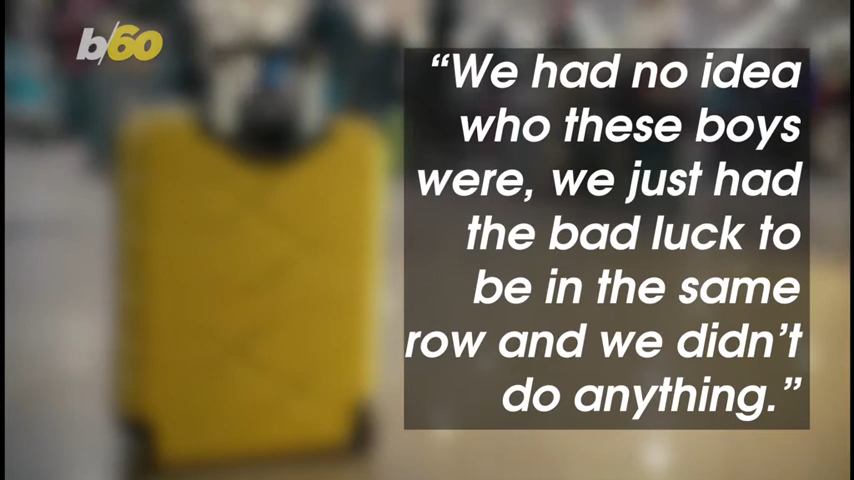 b/60
“We had no idea
who these boys
were, we just had
the bad luck to
be in the same
row and we didn’t
do anything.”